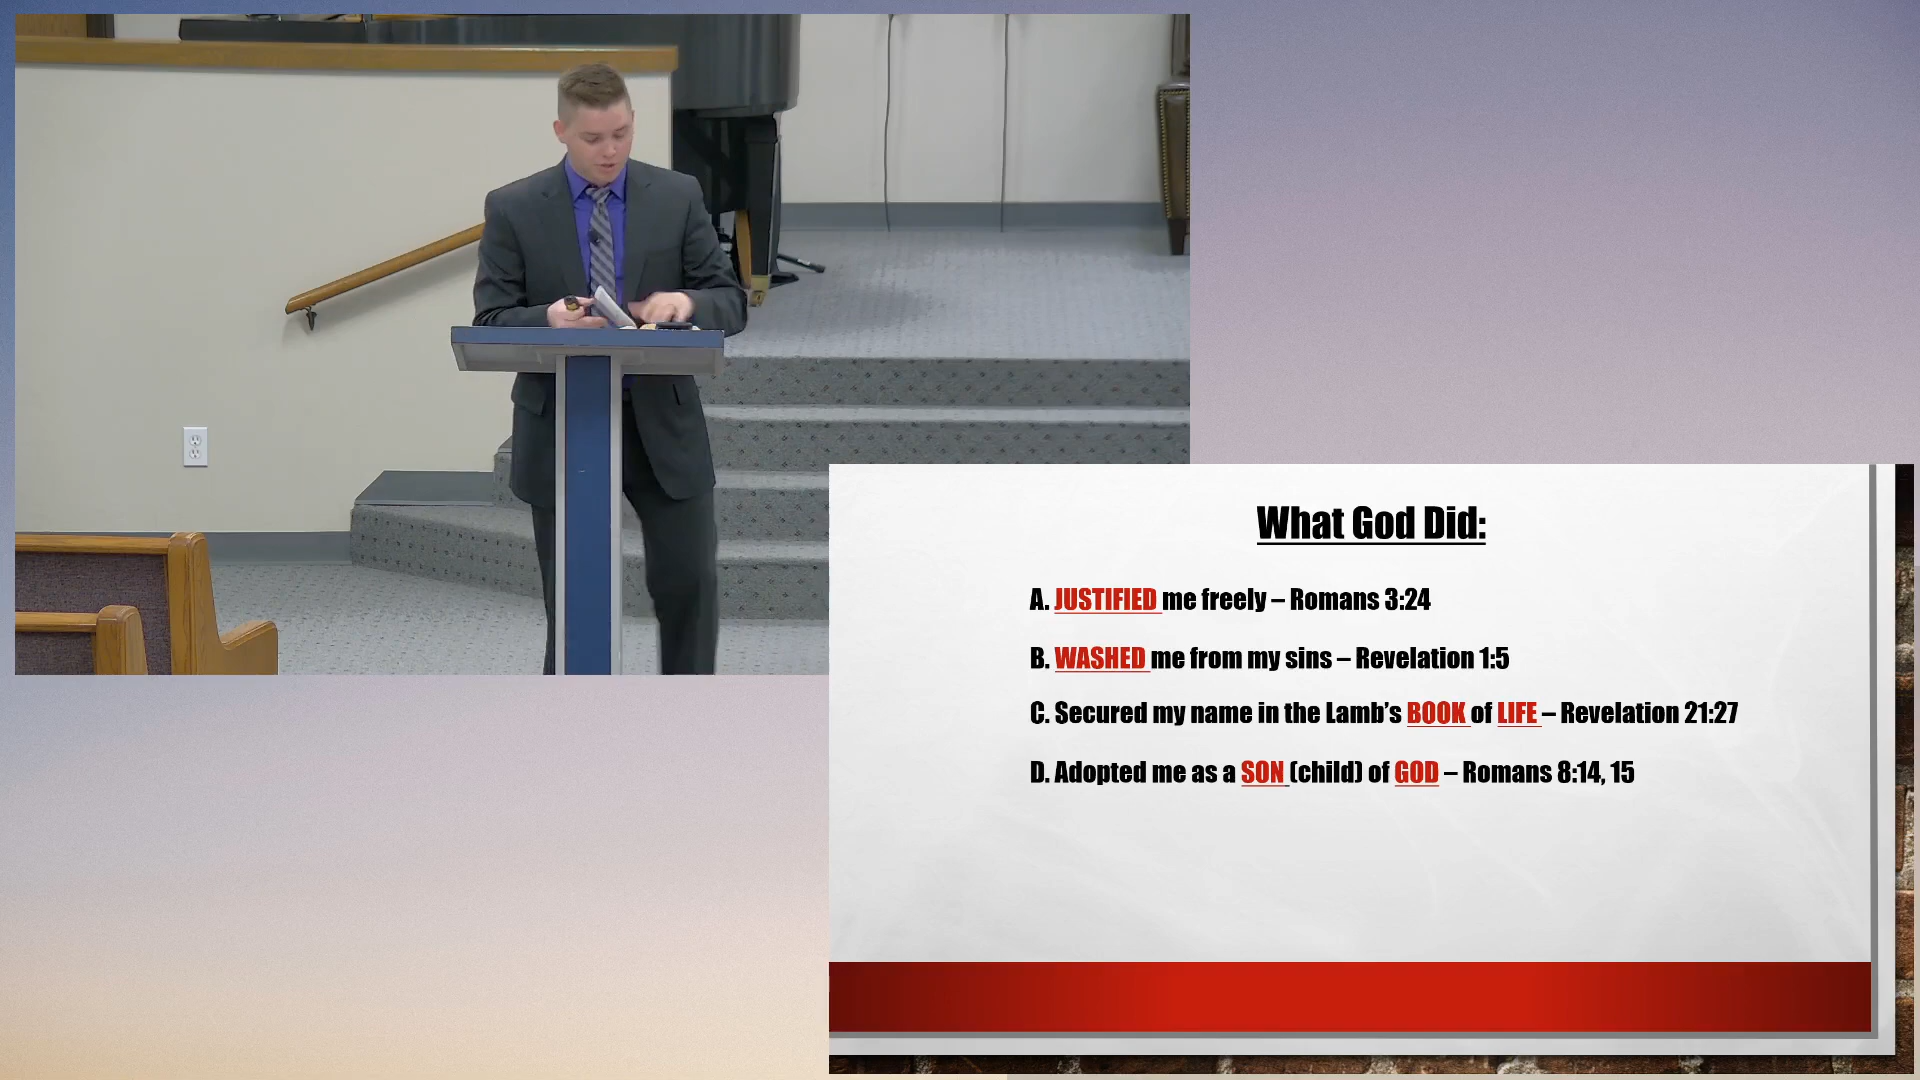 What God Did:
A. JUSTIFIED me freely – Romans 3:24
B. WASHED me from my sins – Revelation 1:5
C. Secured my name in the Lamb’s BOOK of LIFE – Revelation 21:27
D. Adopted me as a SON (child) of GOD – Romans 8:14, 15